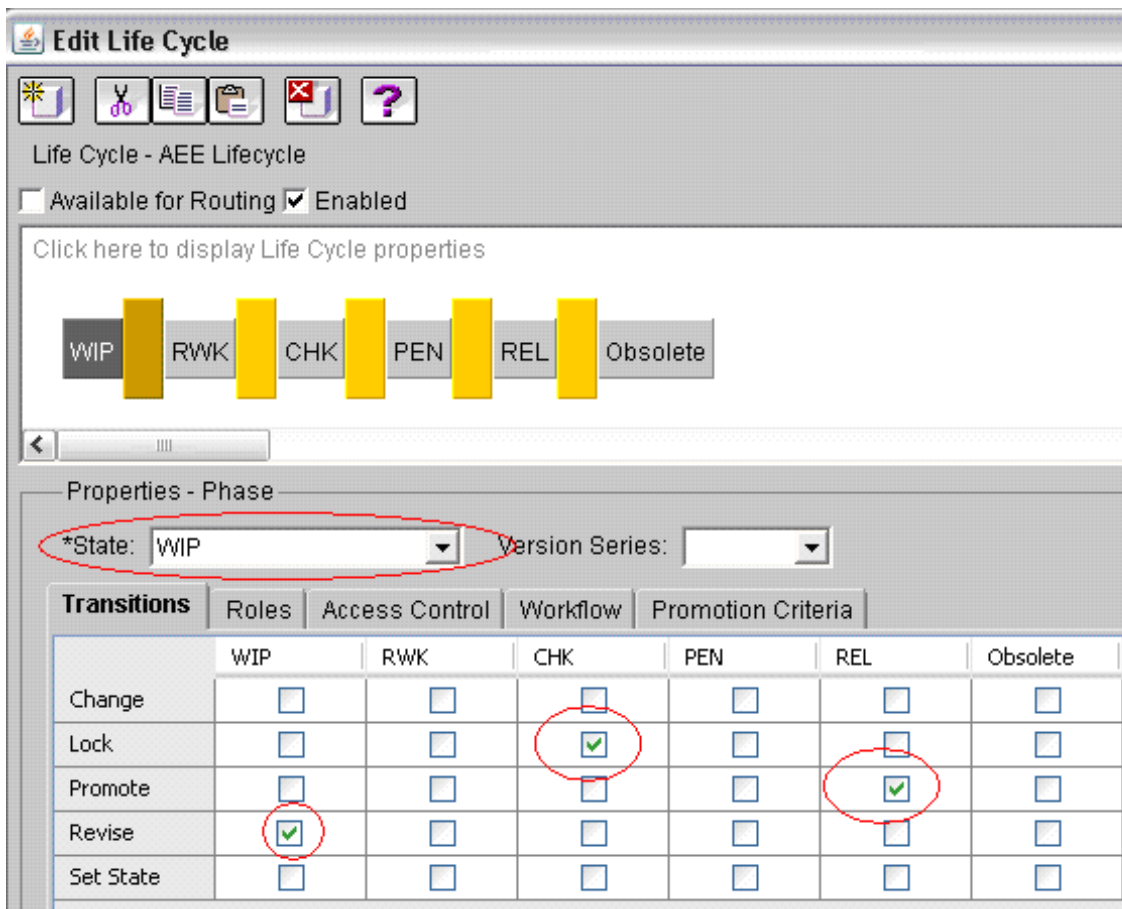 Edit Life Cycle
Life Cycle - AEE Lifecycle
Available for Routing Enabled
Click here to display Life Cycle properties
WIP RWK CHK PEN REL Obsolete
Properties - Phase
*State: WIP Version Series:
Transitions Roles Access Control Workflow Promotion Criteria
WIP RWK CHK PEN REL Obsolete
Change
Lock
Promote
Revise
Set State